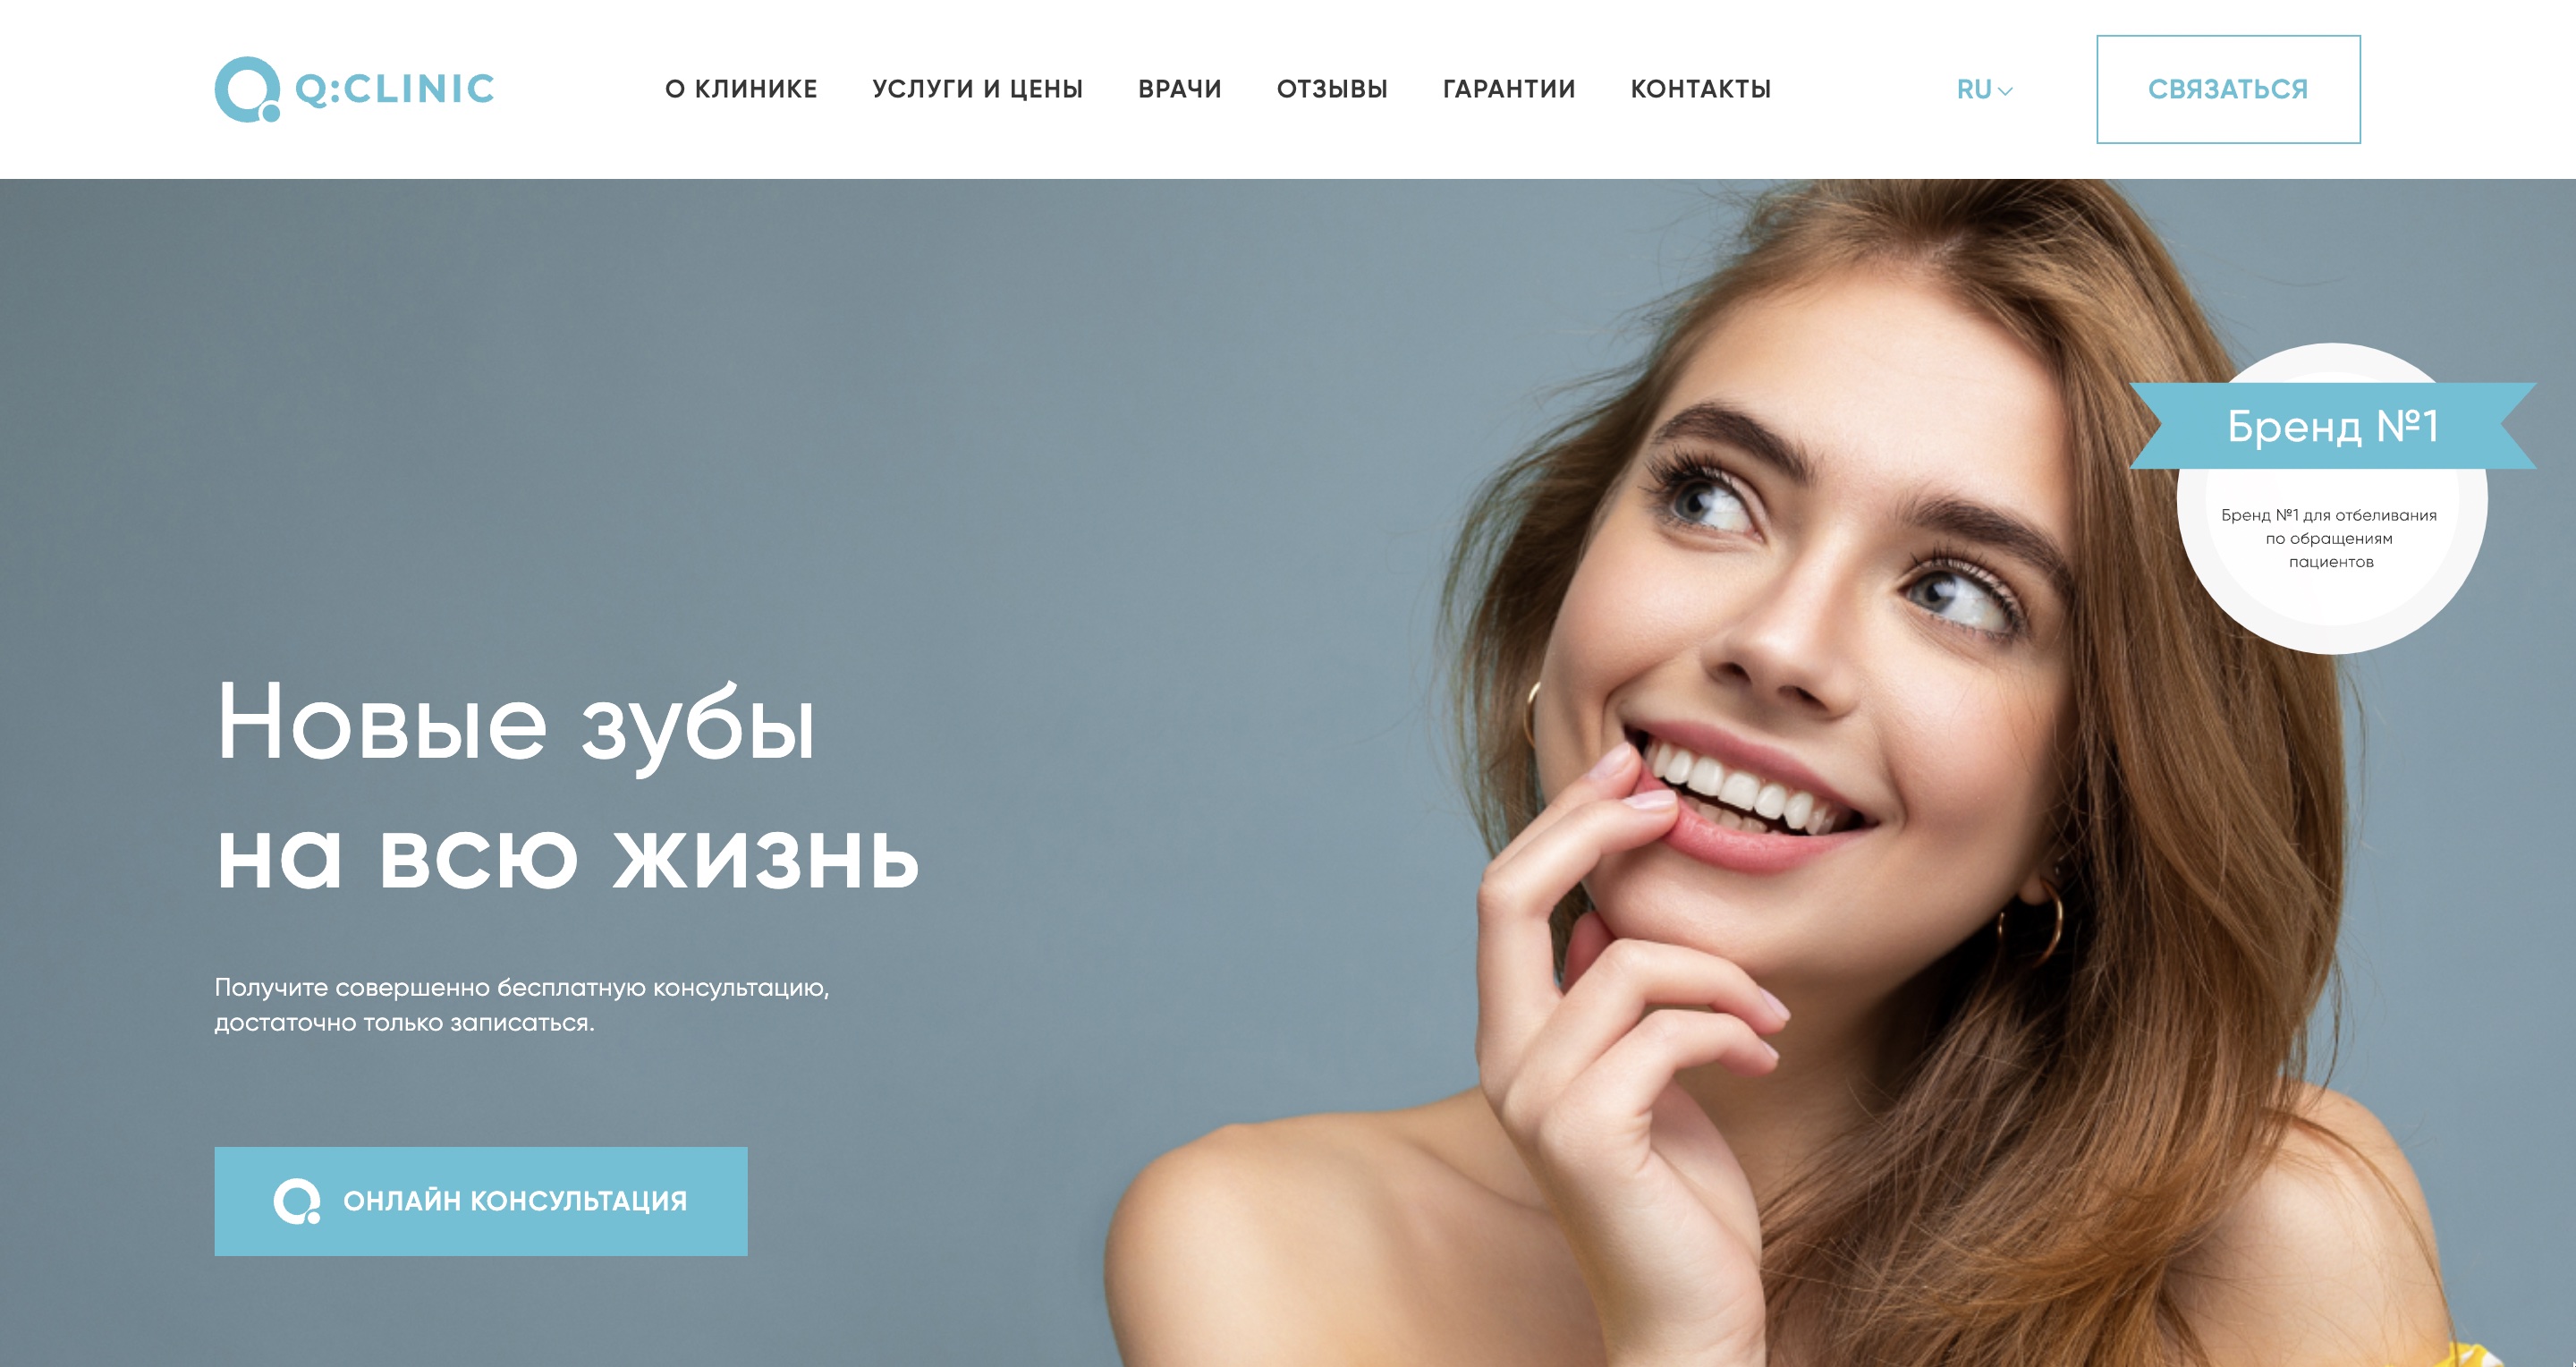 Q:CLINIC
О КЛИНИКЕ
УСЛУГИ И ЦЕНЫ
ВРАЧИ
ОТЗЫВЫ
ГАРАНТИИ
КОНТАКТЫ
RU
СВЯЗАТЬСЯ
Бренд №1
Бренд №1 для отбеливания
по обращениям
пациентов
Новые зубы
на всю жизнь
Получите совершенно бесплатную консультацию,
достаточно только записаться.
ОНЛАЙН КОНСУЛЬТАЦИЯ